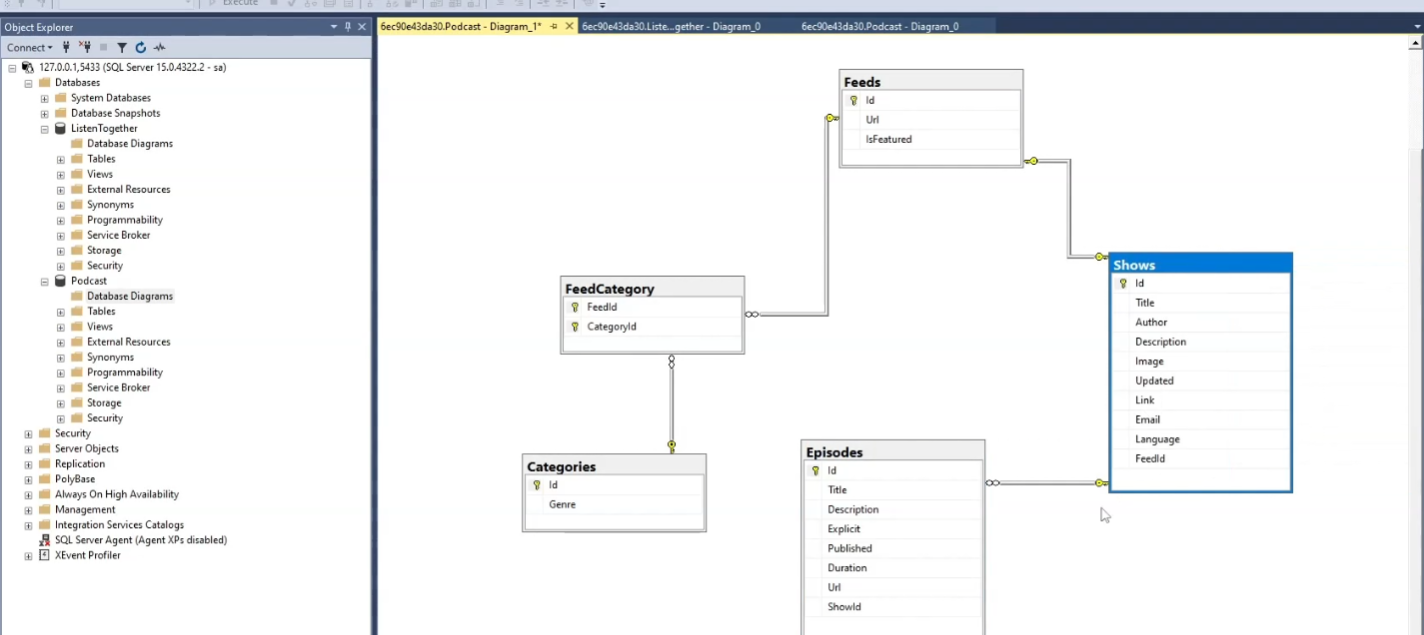 Execute
Object Explorer
Connect
127.0.0.1,5433 (SQL Server 15.0.4322.2 - sa)
Databases
System Databases
Database Snapshots
ListenTogether
Database Diagrams
Tables
Views
External Resources
Synonyms
Programmability
Service Broker
Storage
Security
Podcast
Database Diagrams
Tables
Views
External Resources
Synonyms
Programmability
Service Broker
Storage
Security
Security
Server Objects
Replication
PolyBase
Always On High Availability
Management
Integration Services Catalogs
SQL Server Agent (Agent XPs disabled)
XEvent Profiler
6ec90e43da30.Podcast - Diagram_1*
6ec90e43da30.Liste...gether - Diagram_0
6ec90e43da30.Podcast - Diagram_0
Feeds
Id
Url
IsFeatured
FeedCategory
FeedId
CategoryId
Categories
Id
Genre
Episodes
Id
Title
Description
Explicit
Published
Duration
Url
ShowId
Shows
Id
Title
Author
Description
Image
Updated
Link
Email
Language
FeedId